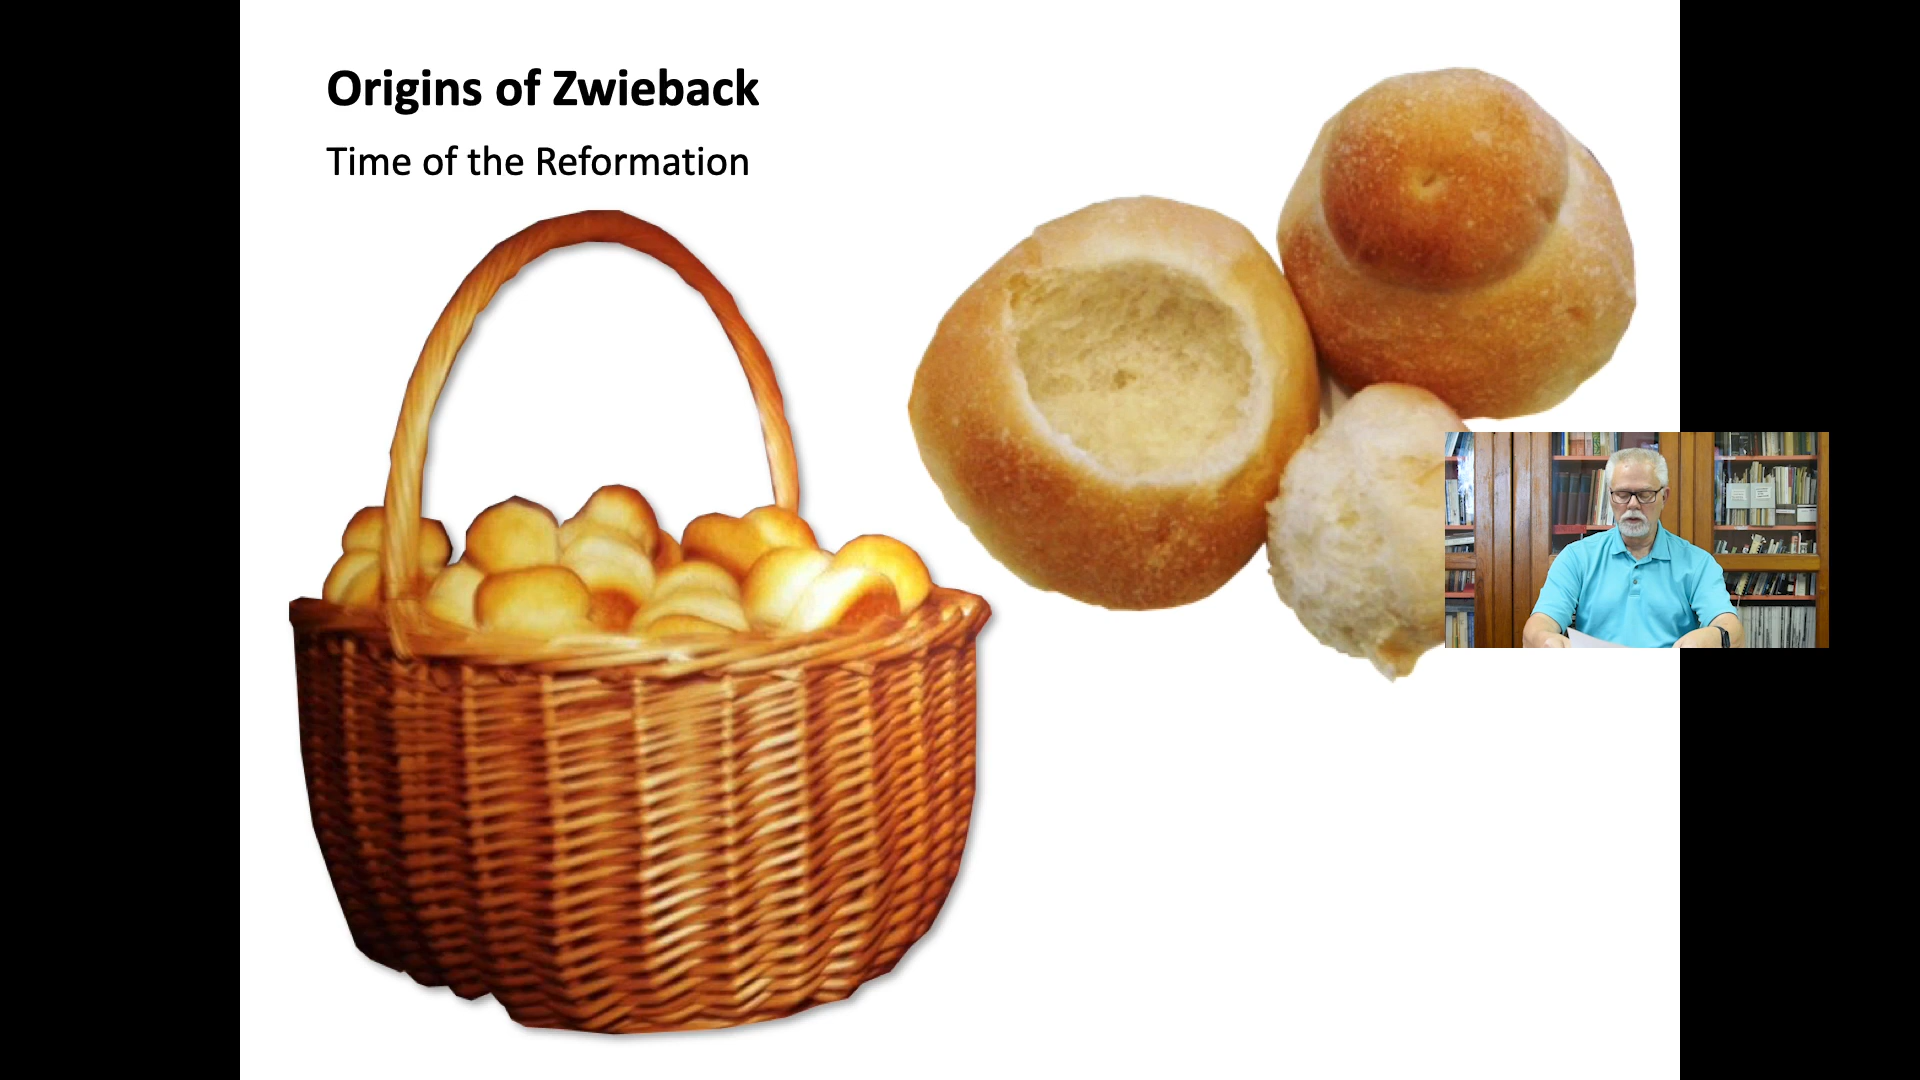 Origins of Zwieback
Time of the Reformation